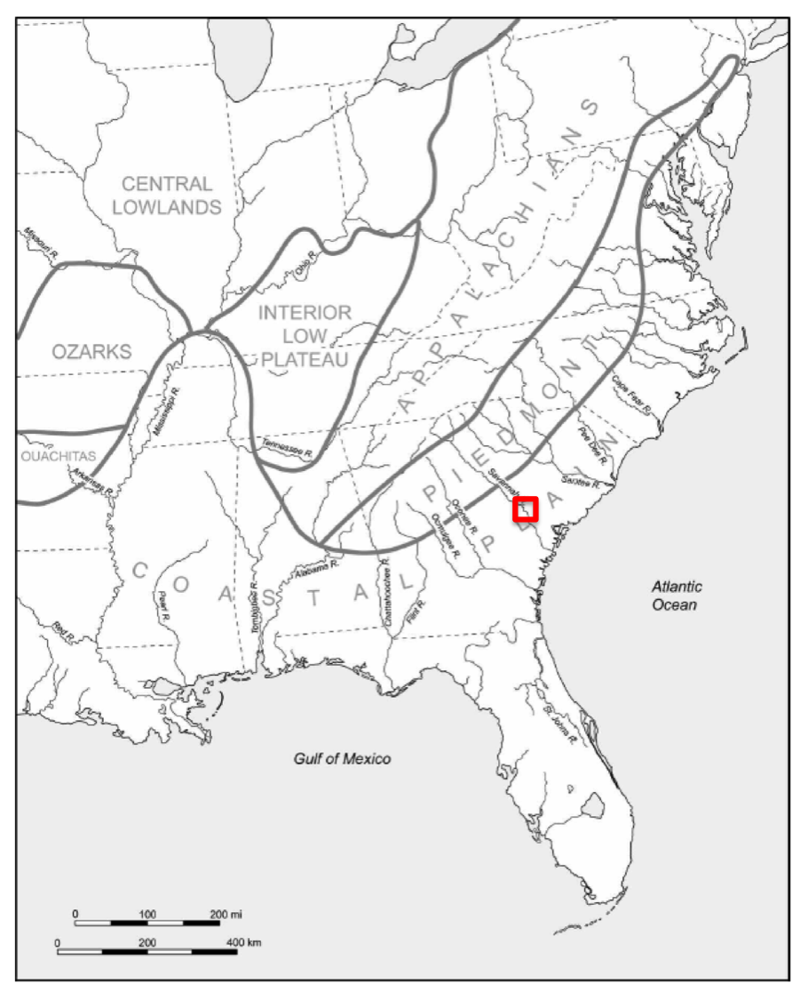 APPALACHIANS
CENTRAL
LOWLANDS
Missouri R.
Ohio R.
INTERIOR
LOW
PLATEAU
OZARKS
Mississippi R.
OUACHITAS
Arkansas R.
Tennessee R.
PIEDMONT
Cape Fear R.
Pee Dee R.
Santee R.
Savannah
Oconee R.
Ocmulgee R.
COASTAL PLAIN
Alabama R.
Chattahoochee R.
Flint R.
Tombigbee R.
Pearl R.
Red R.
Atlantic
Ocean
St. Johns R.
Gulf of Mexico
0 100 200 mi
0 200 400 km